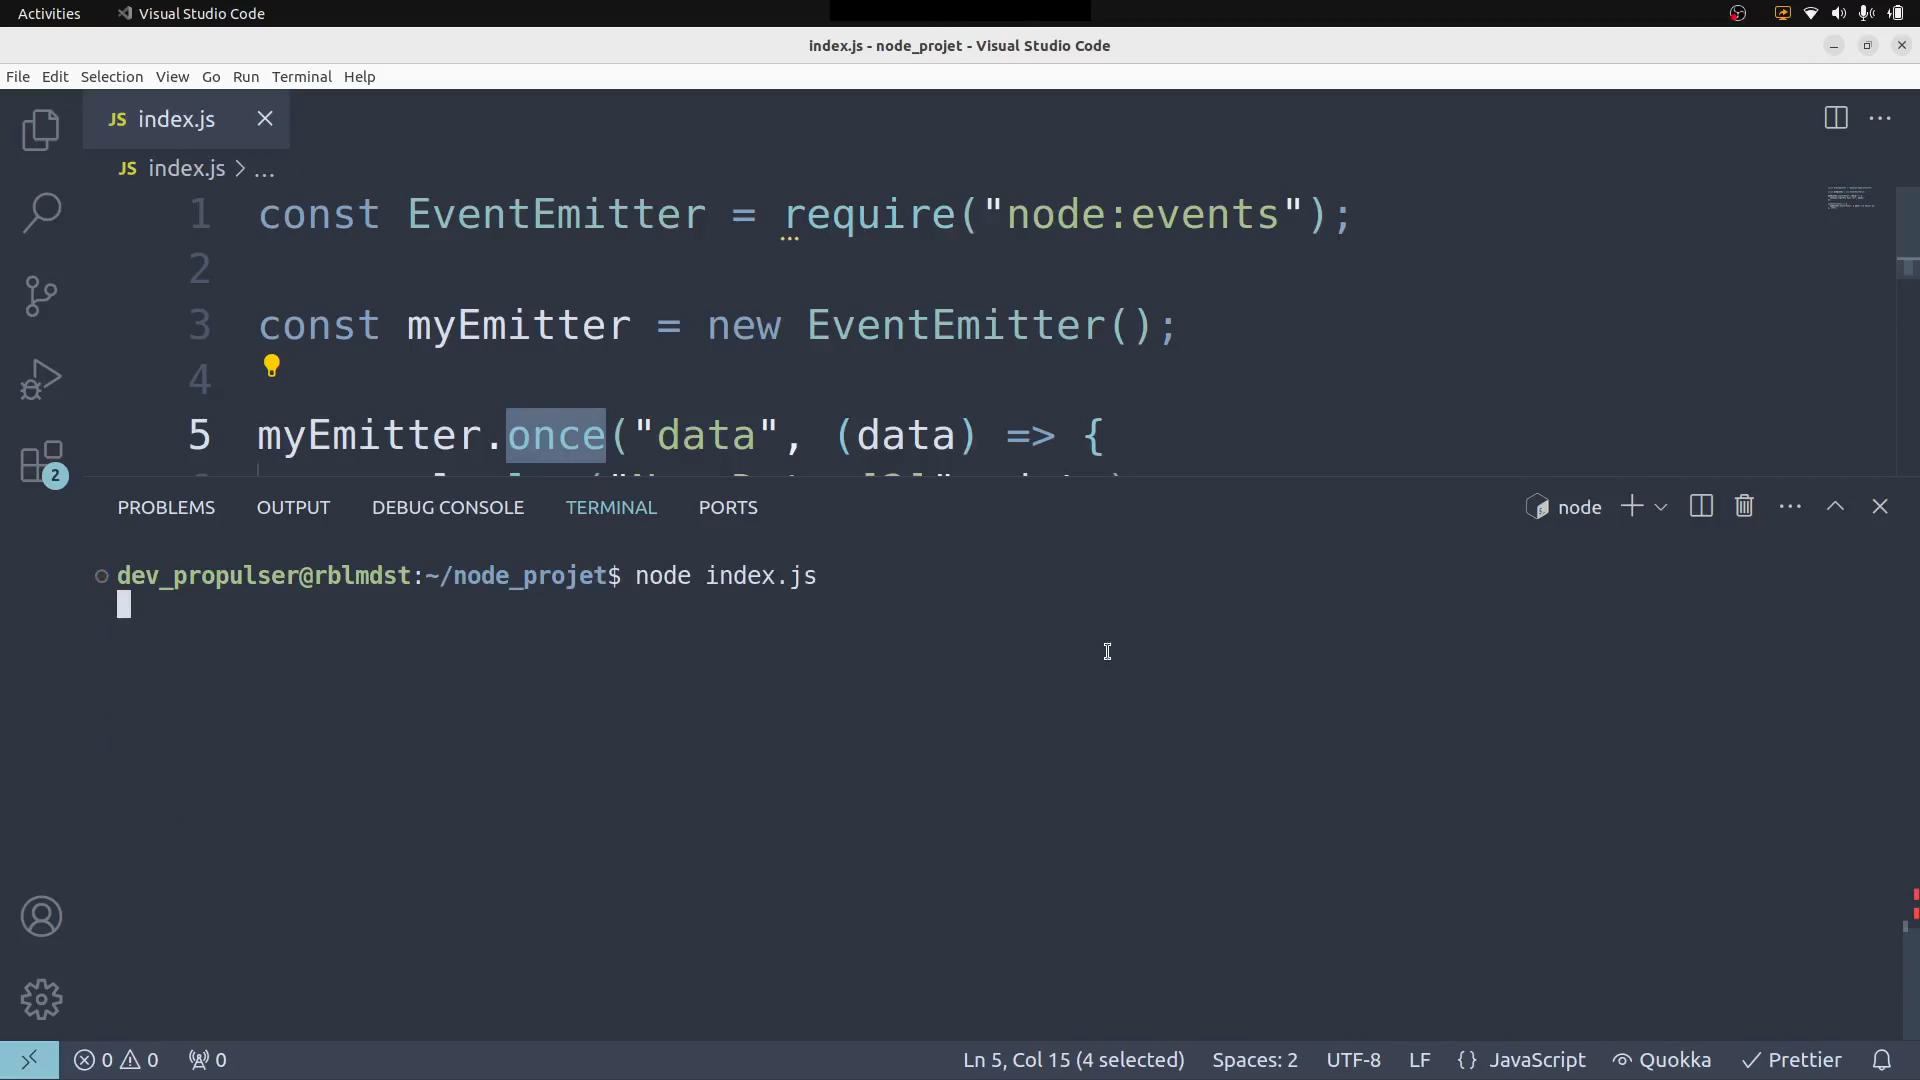 Activities Visual Studio Code
index.js - node_projet - Visual Studio Code
File Edit Selection View Go Run Terminal Help
JS index.js
JS index.js > ...
1 const EventEmitter = require("node:events");
2
3 const myEmitter = new EventEmitter();
4
5 myEmitter.once("data", (data) => {
2
PROBLEMS OUTPUT DEBUG CONSOLE TERMINAL PORTS node
dev_propulser@rblmdst:~/node_projet$ node index.js
0 0 0 Ln 5, Col 15 (4 selected) Spaces: 2 UTF-8 LF {} JavaScript Quokka Prettier